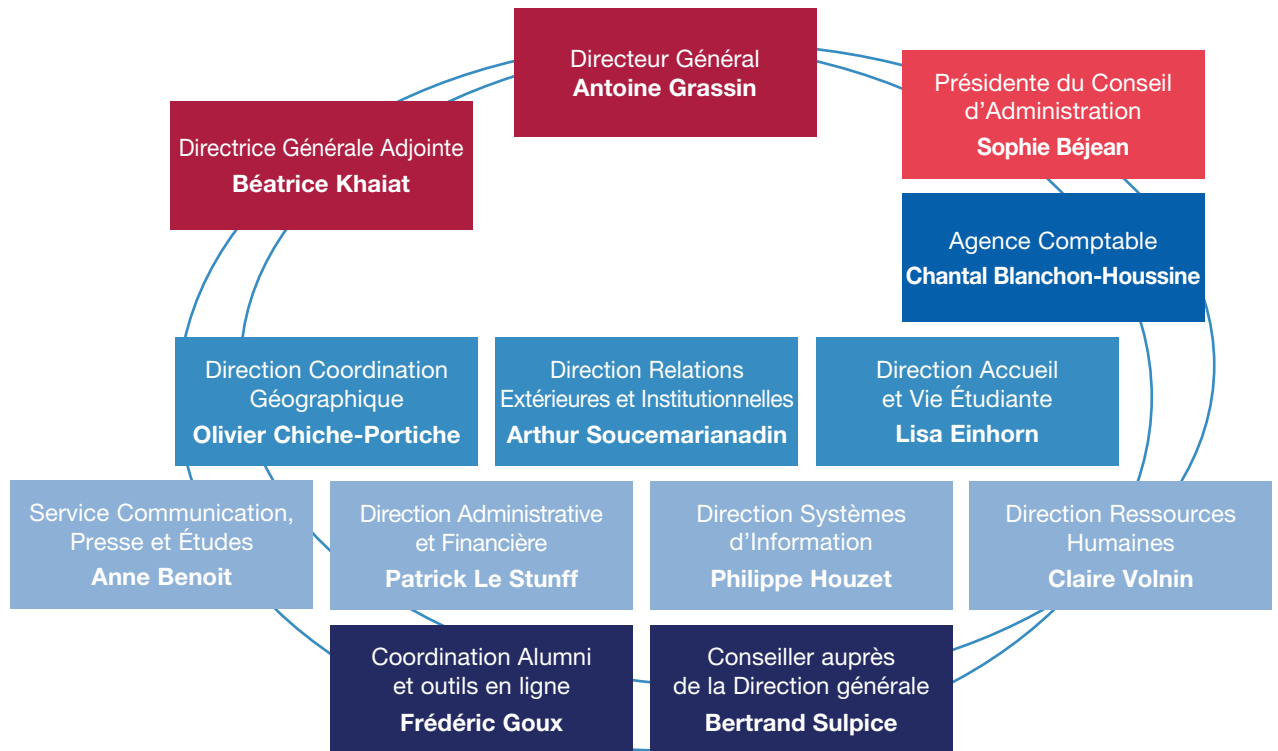 Directeur Général
Antoine Grassin
Présidente du Conseil
d’Administration
Sophie Béjean
Directrice Générale Adjointe
Béatrice Khaiat
Agence Comptable
Chantal Blanchon-Houssine
Direction Coordination
Géographique
Olivier Chiche-Portiche
Direction Relations
Extérieures et Institutionnelles
Arthur Soucemarianadin
Direction Accueil
et Vie Étudiante
Lisa Einhorn
Service Communication,
Presse et Études
Anne Benoit
Direction Administrative
et Financière
Patrick Le Stunff
Direction Systèmes
d’Information
Philippe Houzet
Direction Ressources
Humaines
Claire Volnin
Coordination Alumni
et outils en ligne
Frédéric Goux
Conseiller auprès
de la Direction générale
Bertrand Sulpice